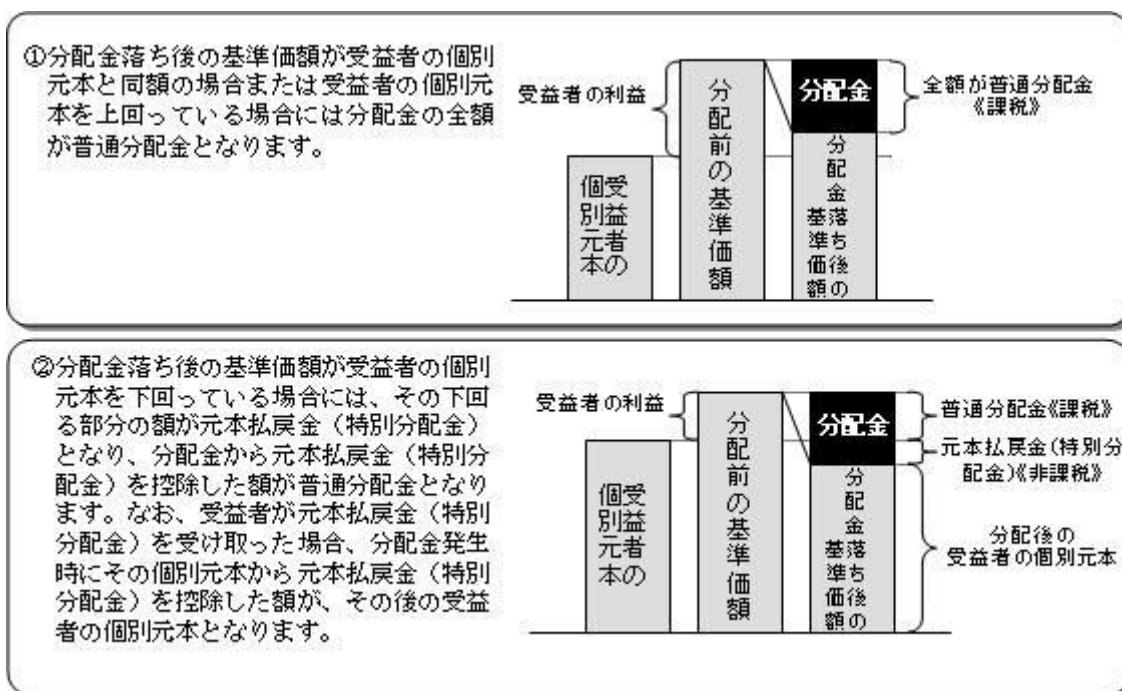 ①分配金落ち後の基準価額が受益者の個別
元本と同額の場合または受益者の個別元
本を上回っている場合には分配金の全額
が普通分配金となります。
受益者の利益
受益者の
個別元本
分配前の基準価額
分配金
分配金落ち後の
基準価額
全額が普通分配金
《課税》
②分配金落ち後の基準価額が受益者の個別
元本を下回っている場合には、その下回
る部分の額が元本払戻金（特別分配金）
となり、分配金から元本払戻金（特別分
配金）を控除した額が普通分配金となり
ます。なお、受益者が元本払戻金（特別
分配金）を受け取った場合、分配金発生
時にその個別元本から元本払戻金（特別
分配金）を控除した額が、その後の受益
者の個別元本となります。
受益者の利益
受益者の
個別元本
分配前の基準価額
分配金
分配金落ち後の
基準価額
普通分配金《課税》
元本払戻金(特別分
配金)《非課税》
分配後の
受益者の個別元本